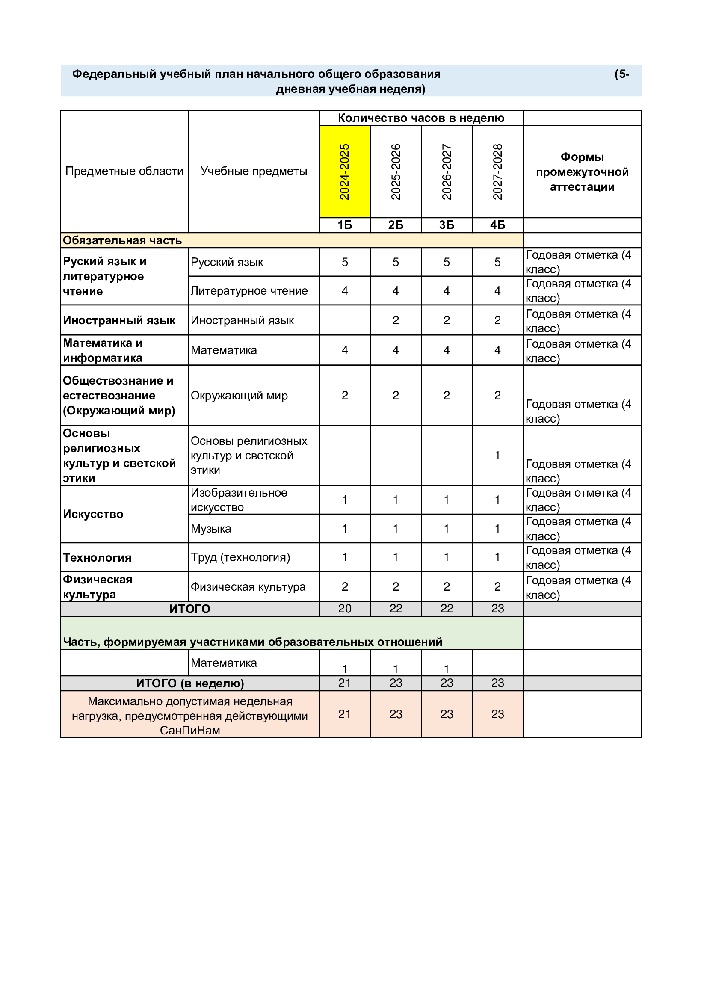 Федеральный учебный план начального общего образования (5-
дневная учебная неделя)
Количество часов в неделю
Предметные области
Учебные предметы
2024-2025
2025-2026
2026-2027
2027-2028
Формы
промежуточной
аттестации
1Б 2Б 3Б 4Б
Обязательная часть
Руский язык и
литературное
чтение
Русский язык 5 5 5 5
Годовая отметка (4
класс)
Литературное чтение 4 4 4 4
Годовая отметка (4
класс)
Иностранный язык Иностранный язык 2 2 2
Годовая отметка (4
класс)
Математика и
информатика
Математика 4 4 4 4
Годовая отметка (4
класс)
Обществознание и
естествознание
(Окружающий мир)
Окружающий мир 2 2 2 2
Годовая отметка (4
класс)
Основы
религиозных
культур и светской
этики
Основы религиозных
культур и светской
этики
1
Годовая отметка (4
класс)
Искусство
Изобразительное
искусство
1 1 1 1
Годовая отметка (4
класс)
Музыка 1 1 1 1
Годовая отметка (4
класс)
Технология Труд (технология) 1 1 1 1
Годовая отметка (4
класс)
Физическая
культура
Физическая культура 2 2 2 2
Годовая отметка (4
класс)
ИТОГО 20 22 22 23
Часть, формируемая участниками образовательных отношений
Математика 1 1 1
ИТОГО (в неделю) 21 23 23 23
Максимально допустимая недельная
нагрузка, предусмотренная действующими
СанПиНам
21 23 23 23